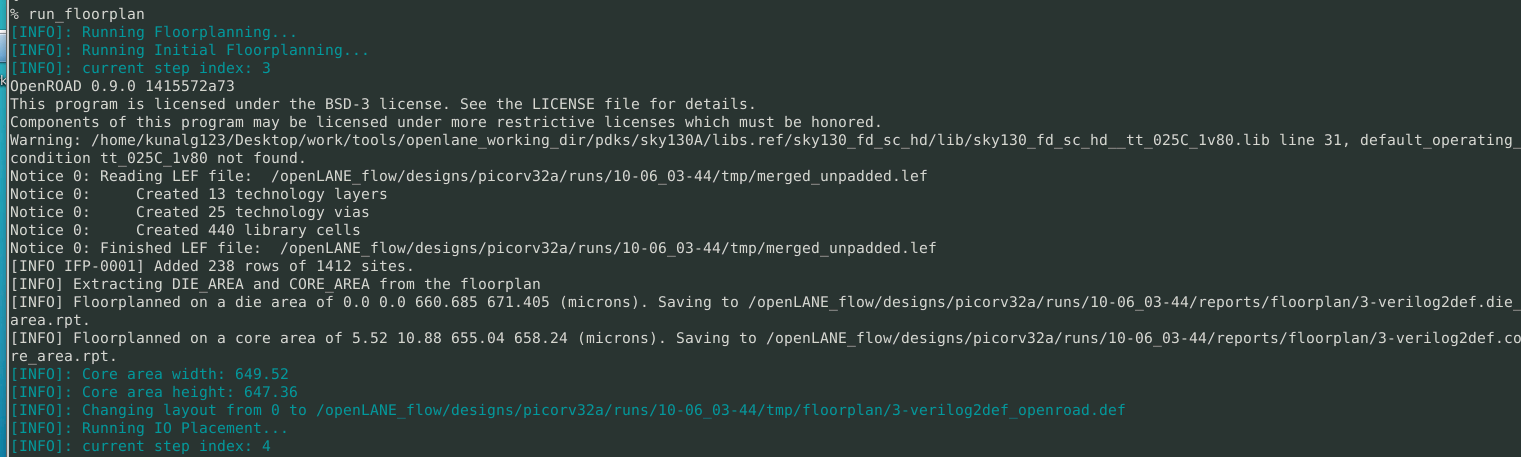 % run_floorplan
[INFO]: Running Floorplanning...
[INFO]: Running Initial Floorplanning...
[INFO]: current step index: 3
OpenROAD 0.9.0 1415572a73
This program is licensed under the BSD-3 license. See the LICENSE file for details.
Components of this program may be licensed under more restrictive licenses which must be honored.
Warning: /home/kunalg123/Desktop/work/tools/openlane_working_dir/pdks/sky130A/libs.ref/sky130_fd_sc_hd/lib/sky130_fd_sc_hd__tt_025C_1v80.lib line 31, default_operating_
condition tt_025C_1v80 not found.
Notice 0: Reading LEF file:  /openLANE_flow/designs/picorv32a/runs/10-06_03-44/tmp/merged_unpadded.lef
Notice 0:     Created 13 technology layers
Notice 0:     Created 25 technology vias
Notice 0:     Created 440 library cells
Notice 0: Finished LEF file:  /openLANE_flow/designs/picorv32a/runs/10-06_03-44/tmp/merged_unpadded.lef
[INFO IFP-0001] Added 238 rows of 1412 sites.
[INFO] Extracting DIE_AREA and CORE_AREA from the floorplan
[INFO] Floorplanned on a die area of 0.0 0.0 660.685 671.405 (microns). Saving to /openLANE_flow/designs/picorv32a/runs/10-06_03-44/reports/floorplan/3-verilog2def.die_
area.rpt.
[INFO] Floorplanned on a core area of 5.52 10.88 655.04 658.24 (microns). Saving to /openLANE_flow/designs/picorv32a/runs/10-06_03-44/reports/floorplan/3-verilog2def.co
re_area.rpt.
[INFO]: Core area width: 649.52
[INFO]: Core area height: 647.36
[INFO]: Changing layout from 0 to /openLANE_flow/designs/picorv32a/runs/10-06_03-44/tmp/floorplan/3-verilog2def_openroad.def
[INFO]: Running IO Placement...
[INFO]: current step index: 4